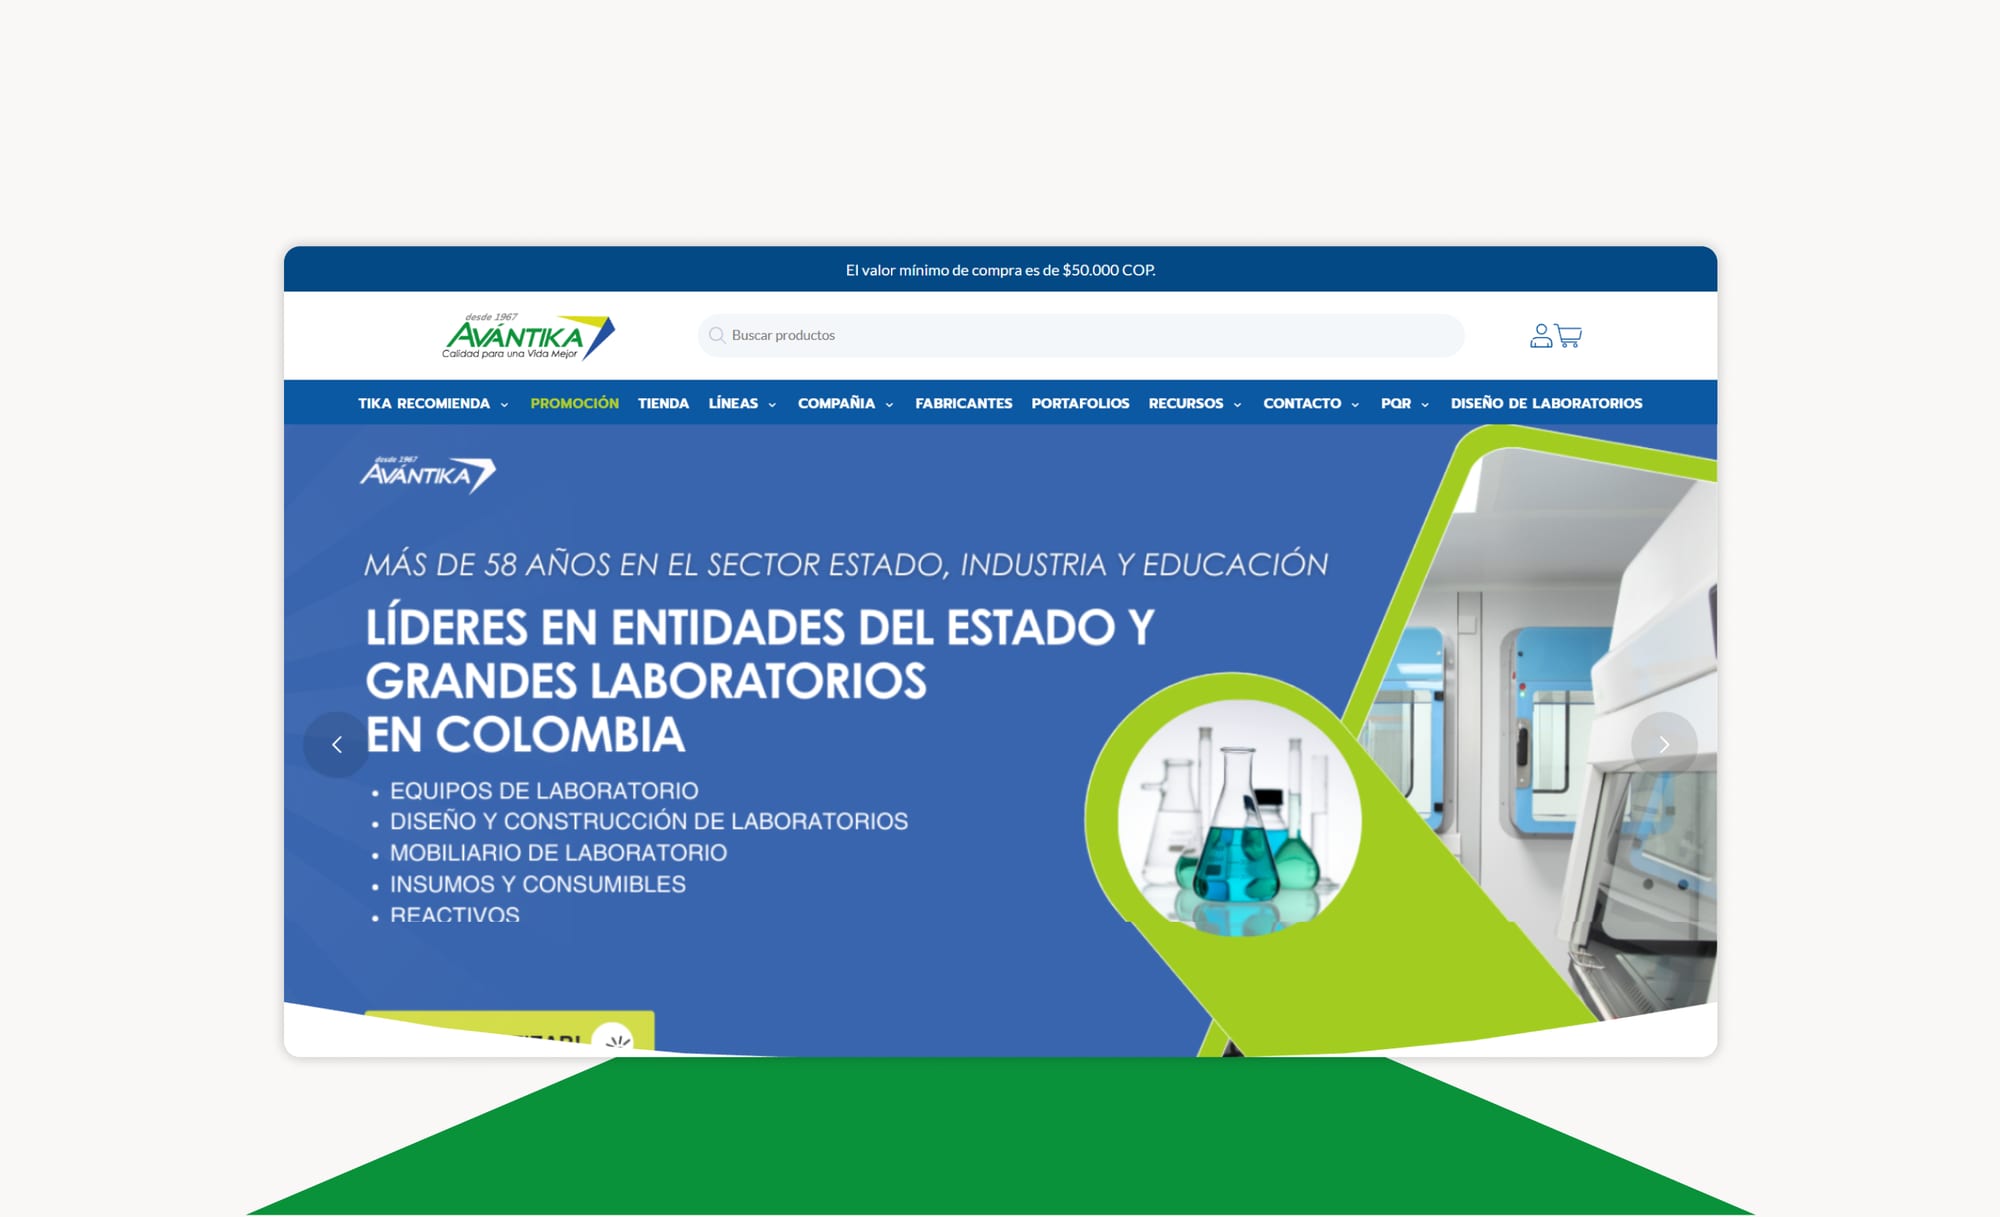 El valor mínimo de compra es de $50.000 COP.
desde 1967
AVÁNTIKA
Calidad para una Vida Mejor
Buscar productos
TIKA RECOMIENDA PROMOCIÓN TIENDA LÍNEAS COMPAÑIA FABRICANTES PORTAFOLIOS RECURSOS CONTACTO PQR DISEÑO DE LABORATORIOS
desde 1967
AVÁNTIKA
MÁS DE 58 AÑOS EN EL SECTOR ESTADO, INDUSTRIA Y EDUCACIÓN
LÍDERES EN ENTIDADES DEL ESTADO Y
GRANDES LABORATORIOS
EN COLOMBIA
• EQUIPOS DE LABORATORIO
• DISEÑO Y CONSTRUCCIÓN DE LABORATORIOS
• MOBILIARIO DE LABORATORIO
• INSUMOS Y CONSUMIBLES
• REACTIVOS